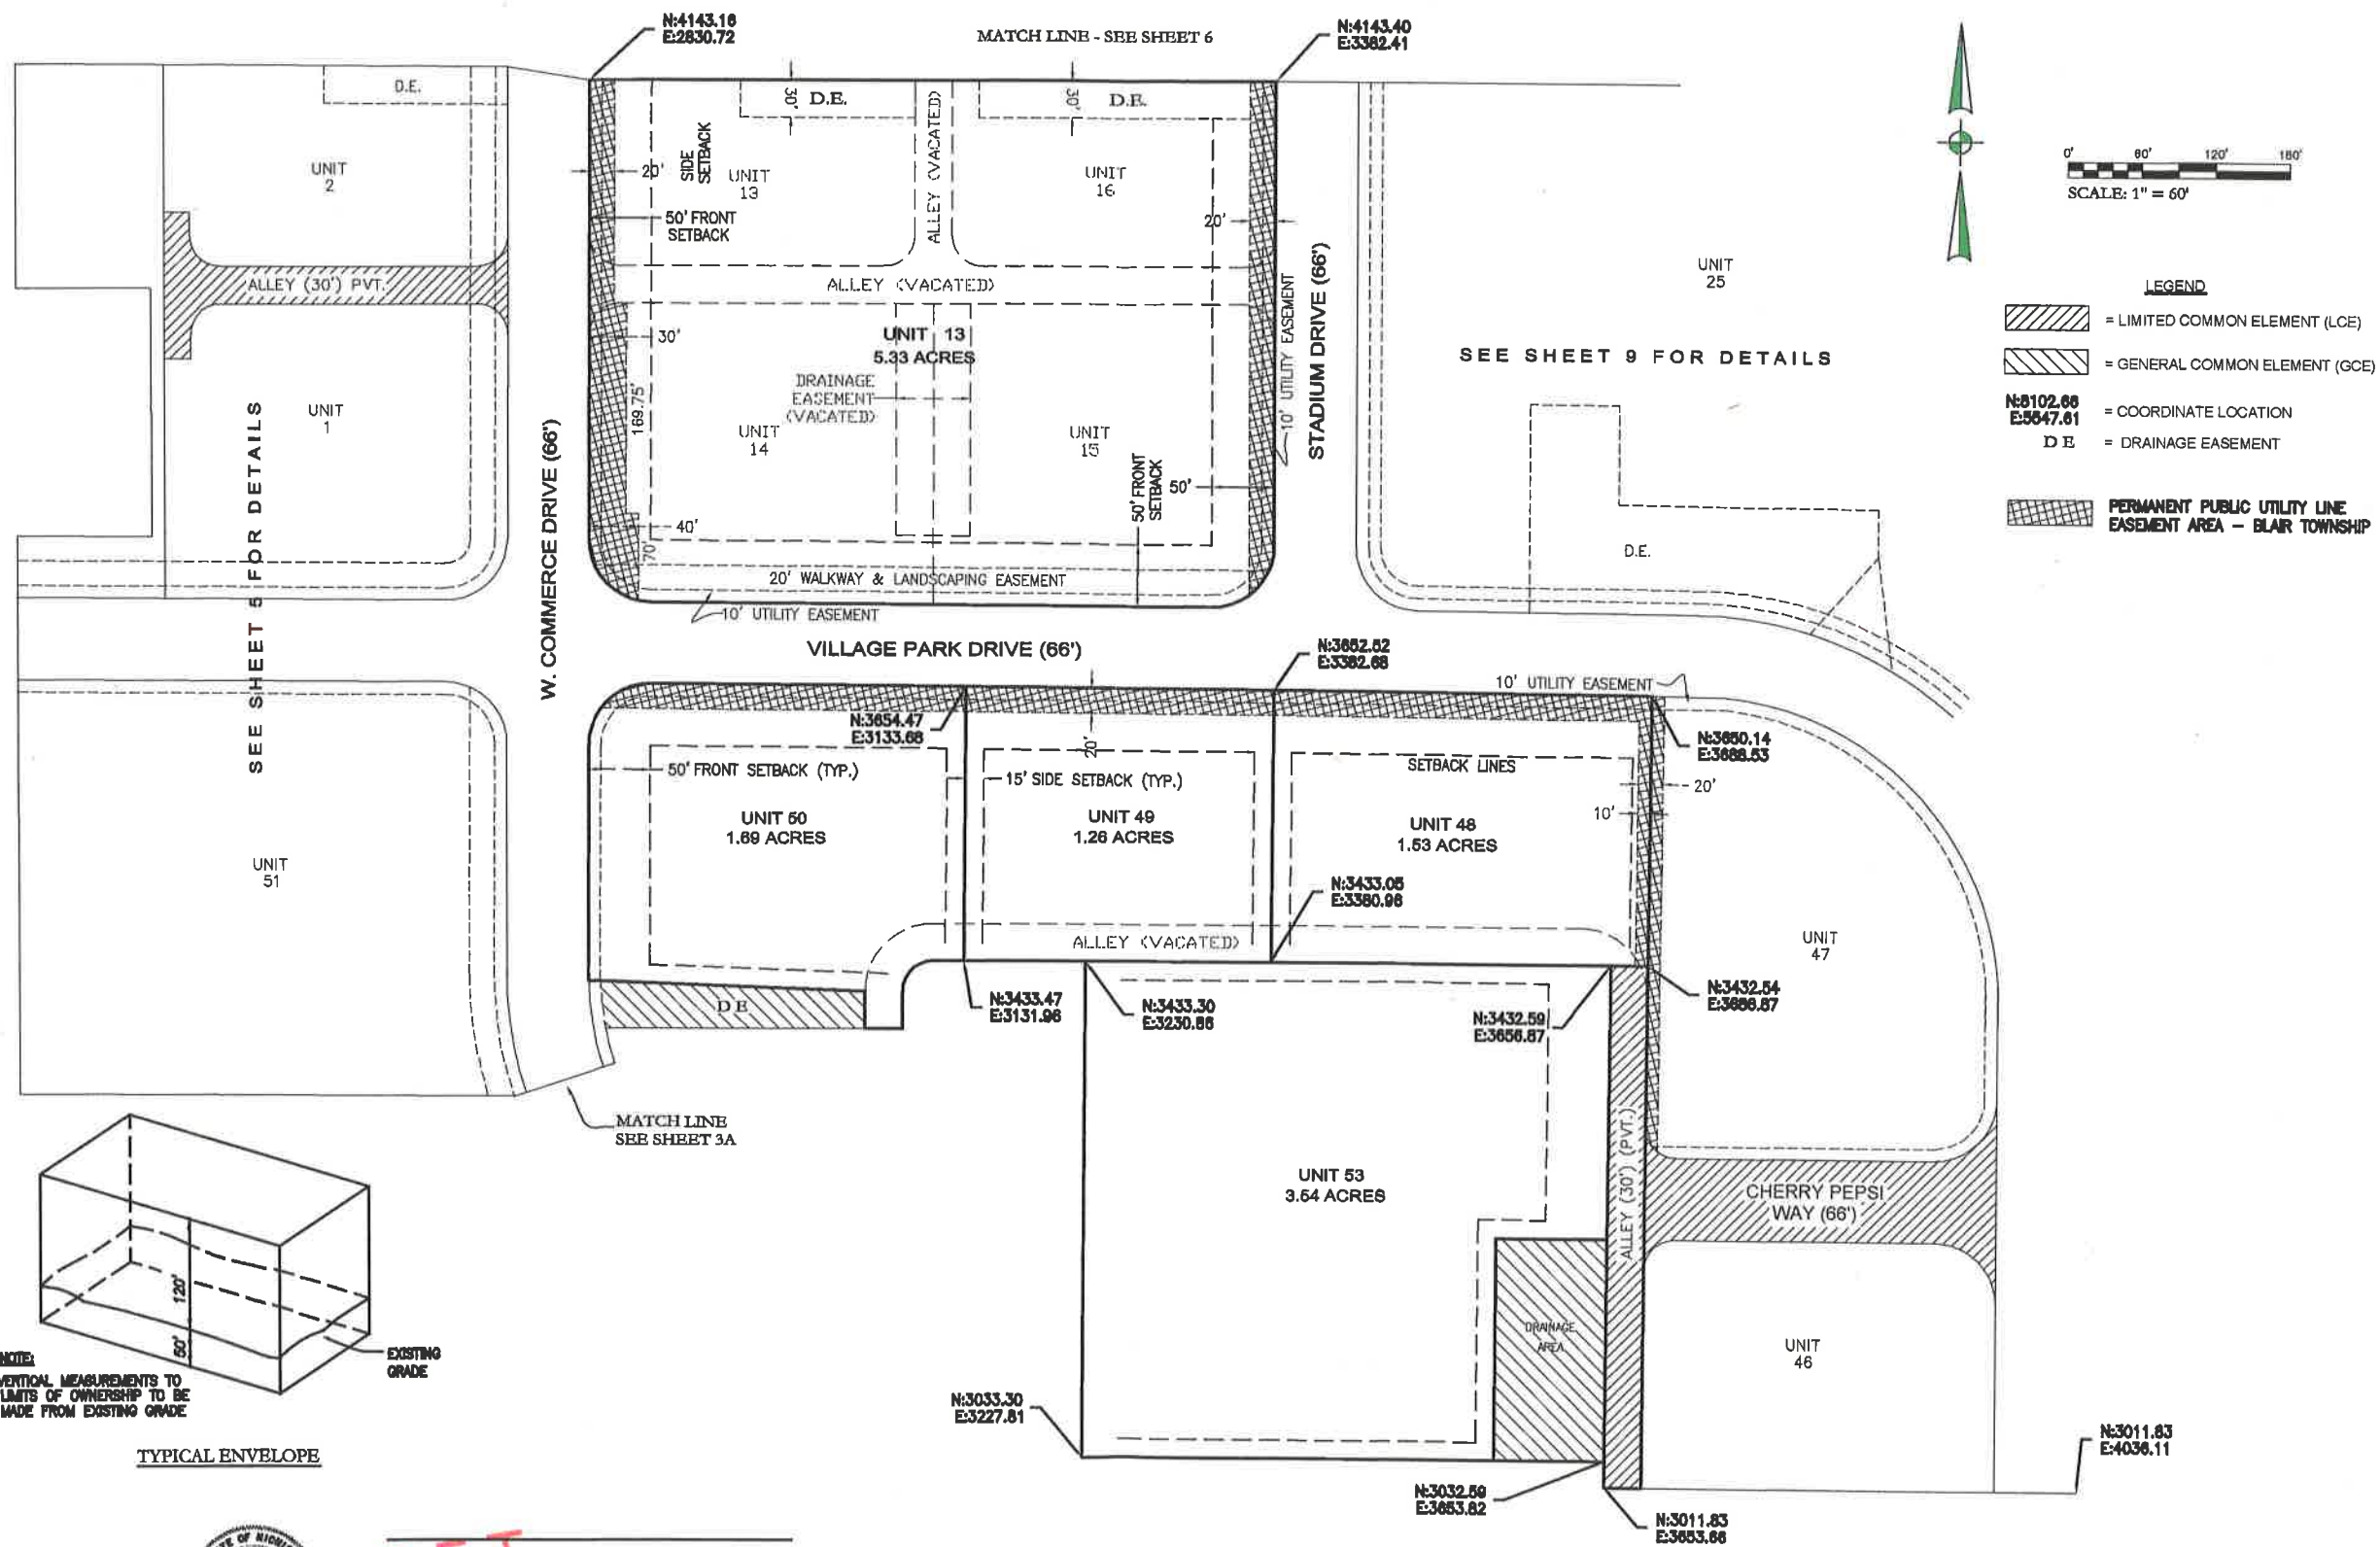 N:4143.16
E:2830.72
MATCH LINE - SEE SHEET 6
N:4143.40
E:3382.41
D.E.
30'
D.E.
30'
D.E.
ALLEY (VACATED)
UNIT
2
20'
SIDE
SETBACK
UNIT
13
UNIT
16
50' FRONT
SETBACK
20'
0'
60'
120'
180'
SCALE: 1" = 60'
ALLEY (30') PVT.
ALLEY (VACATED)
UNIT
25
LEGEND
= LIMITED COMMON ELEMENT (LCE)
= GENERAL COMMON ELEMENT (GCE)
N:8102.66
E:5547.61
= COORDINATE LOCATION
D E
= DRAINAGE EASEMENT
PERMANENT PUBLIC UTILITY LINE
EASEMENT AREA - BLAIR TOWNSHIP
30'
UNIT 13
5.33 ACRES
DRAINAGE
EASEMENT
(VACATED)
169.75'
10' UTILITY EASEMENT
STADIUM DRIVE (66')
SEE SHEET 9 FOR DETAILS
UNIT
1
SEE SHEET 5 FOR DETAILS
W. COMMERCE DRIVE (66')
UNIT
14
UNIT
15
50' FRONT
SETBACK
50'
40'
70'
D.E.
20' WALKWAY & LANDSCAPING EASEMENT
10' UTILITY EASEMENT
VILLAGE PARK DRIVE (66')
N:3652.52
E:3382.68
10' UTILITY EASEMENT
N:3654.47
E:3133.68
20'
N:3650.14
E:3688.53
50' FRONT SETBACK (TYP.)
15' SIDE SETBACK (TYP.)
SETBACK LINES
20'
10'
UNIT 50
1.69 ACRES
UNIT 49
1.26 ACRES
UNIT 48
1.53 ACRES
UNIT
51
N:3433.05
E:3380.96
ALLEY (VACATED)
UNIT
47
D E
N:3433.47
E:3131.96
N:3433.30
E:3230.86
N:3432.59
E:3656.87
N:3432.54
E:3686.87
MATCH LINE
SEE SHEET 3A
UNIT 53
3.54 ACRES
ALLEY (30') (PVT.)
CHERRY PEPSI
WAY (66')
120'
50'
EXISTING
GRADE
NOTE:
VERTICAL MEASUREMENTS TO
LIMITS OF OWNERSHIP TO BE
MADE FROM EXISTING GRADE
TYPICAL ENVELOPE
DRAINAGE
AREA
UNIT
46
N:3033.30
E:3227.81
N:3011.83
E:4036.11
N:3032.59
E:3653.82
N:3011.83
E:3653.66